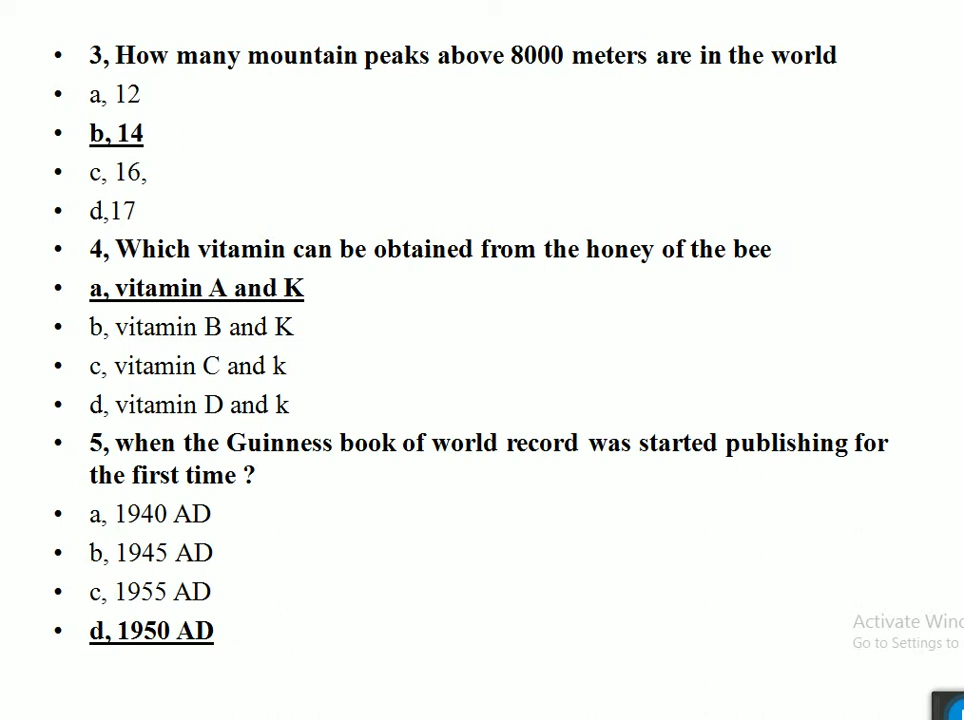 • 3, How many mountain peaks above 8000 meters are in the world
• a, 12
• b, 14
• c, 16,
• d,17
• 4, Which vitamin can be obtained from the honey of the bee
• a, vitamin A and K
• b, vitamin B and K
• c, vitamin C and k
• d, vitamin D and k
• 5, when the Guinness book of world record was started publishing for
the first time ?
• a, 1940 AD
• b, 1945 AD
• c, 1955 AD
• d, 1950 AD
Activate Wind
Go to Settings to